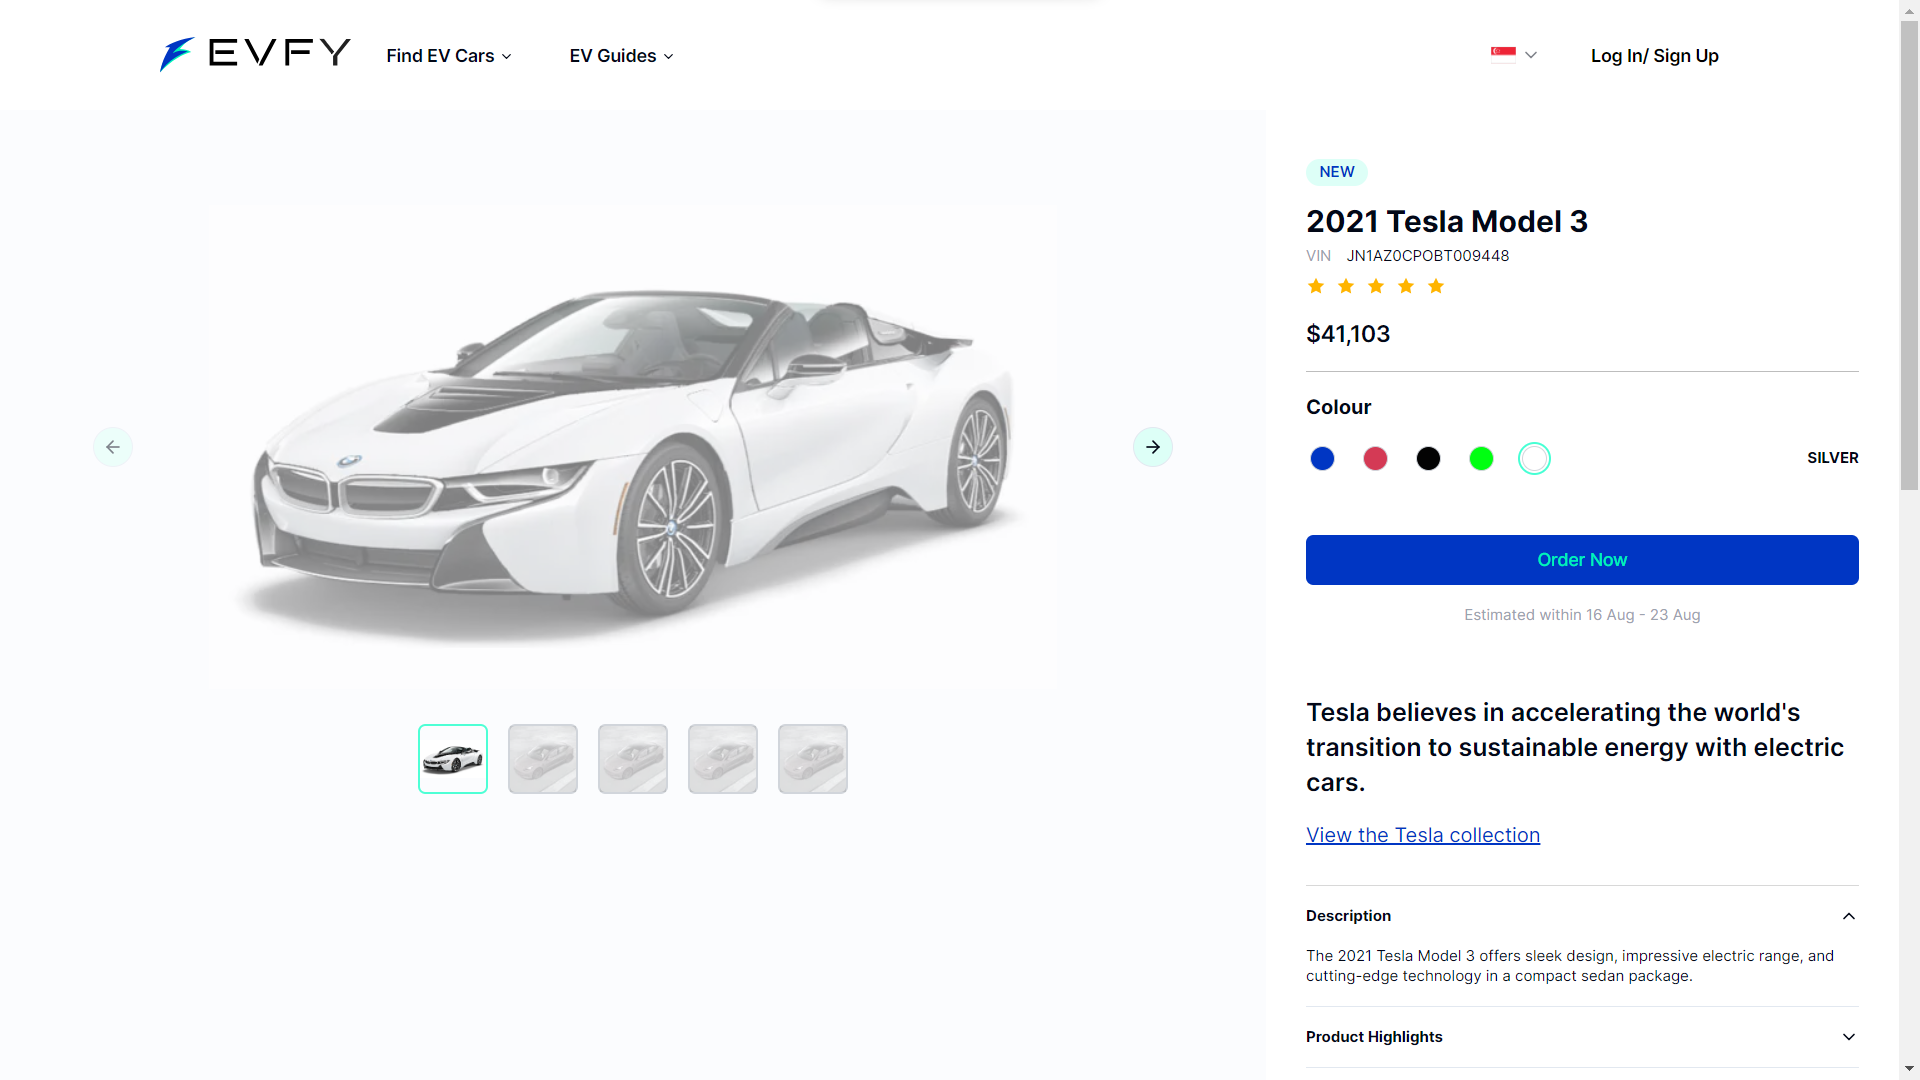 EVFY
Find EV Cars
EV Guides
Log In/ Sign Up
NEW
2021 Tesla Model 3
VIN JN1AZ0CPOBT009448
$41,103
Colour
SILVER
Order Now
Estimated within 16 Aug - 23 Aug
Tesla believes in accelerating the world's
transition to sustainable energy with electric
cars.
View the Tesla collection
Description
The 2021 Tesla Model 3 offers sleek design, impressive electric range, and
cutting-edge technology in a compact sedan package.
Product Highlights